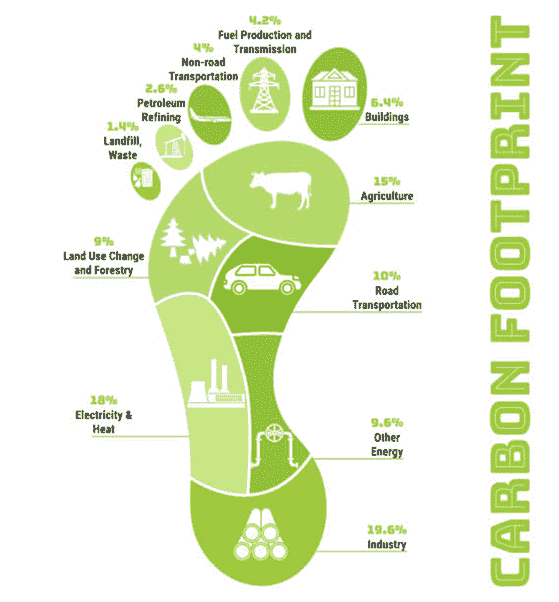 4.2%
Fuel Production and
Transmission
4%
Non-road
Transportation
2.6%
Petroleum
Refining
1.4%
Landfill,
Waste
6.4%
Buildings
15%
Agriculture
9%
Land Use Change
and Forestry
10%
Road
Transportation
18%
Electricity &
Heat
9.6%
Other
Energy
19.6%
Industry
CARBON FOOTPRINT